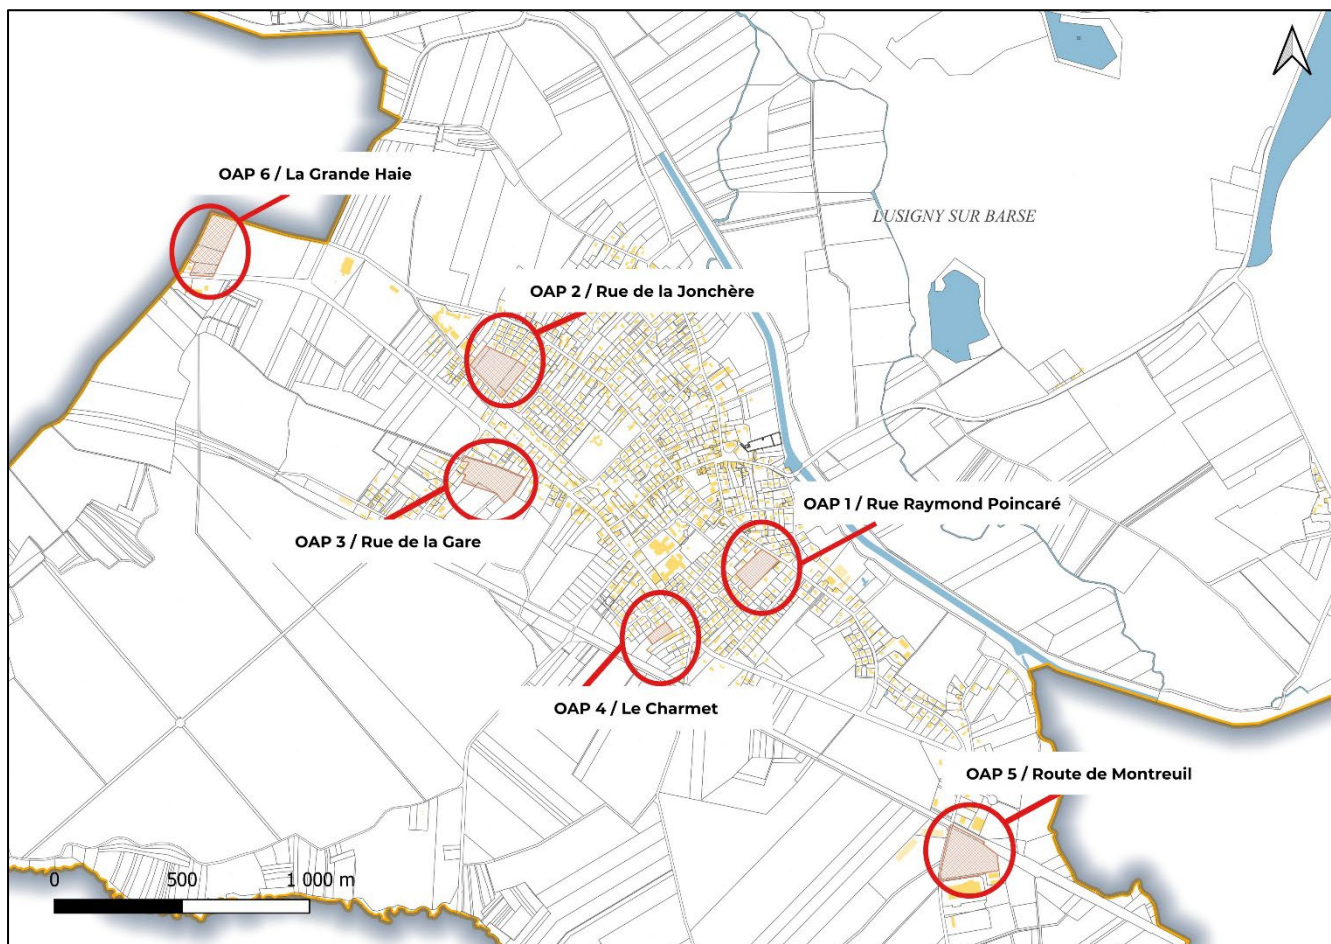 OAP 6 / La Grande Haie
LUSIGNY SUR BARSE
OAP 2 / Rue de la Jonchère
OAP 1 / Rue Raymond Poincaré
OAP 3 / Rue de la Gare
OAP 4 / Le Charmet
OAP 5 / Route de Montreuil
0 500 1 000 m